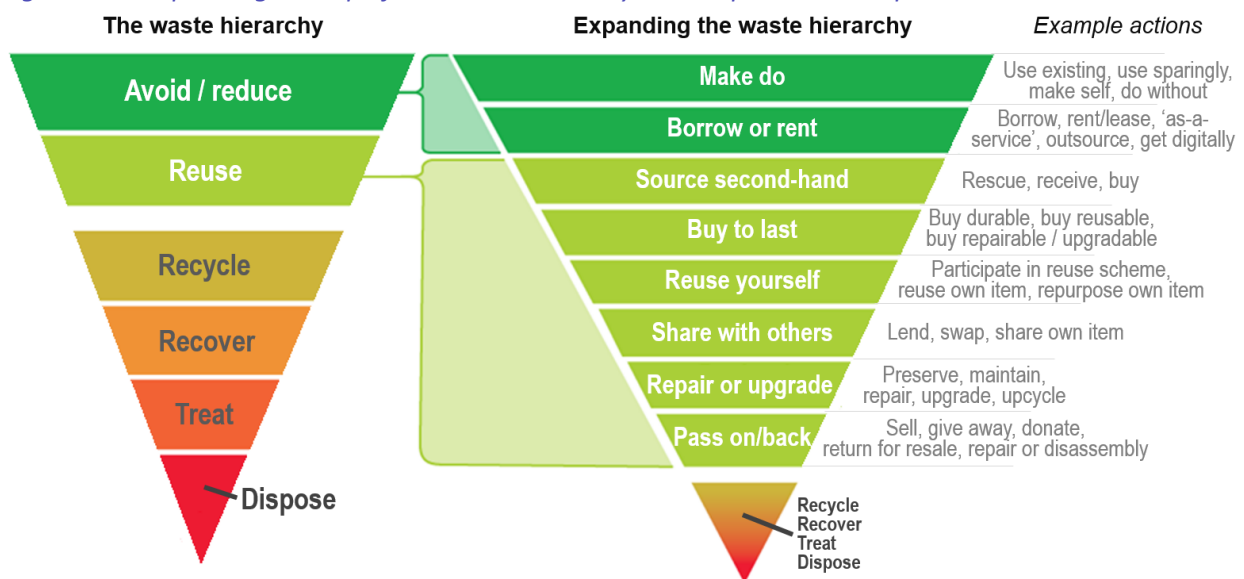 The waste hierarchy
Avoid / reduce
Reuse
Recycle
Recover
Treat
Dispose
Expanding the waste hierarchy
Example actions
Make do
Use existing, use sparingly,
make self, do without
Borrow or rent
Borrow, rent/lease, ‘as-a-
service’, outsource, get digitally
Source second-hand
Rescue, receive, buy
Buy to last
Buy durable, buy reusable,
buy repairable / upgradable
Reuse yourself
Participate in reuse scheme,
reuse own item, repurpose own item
Share with others
Lend, swap, share own item
Repair or upgrade
Preserve, maintain,
repair, upgrade, upcycle
Pass on/back
Sell, give away, donate,
return for resale, repair or disassembly
Recycle
Recover
Treat
Dispose